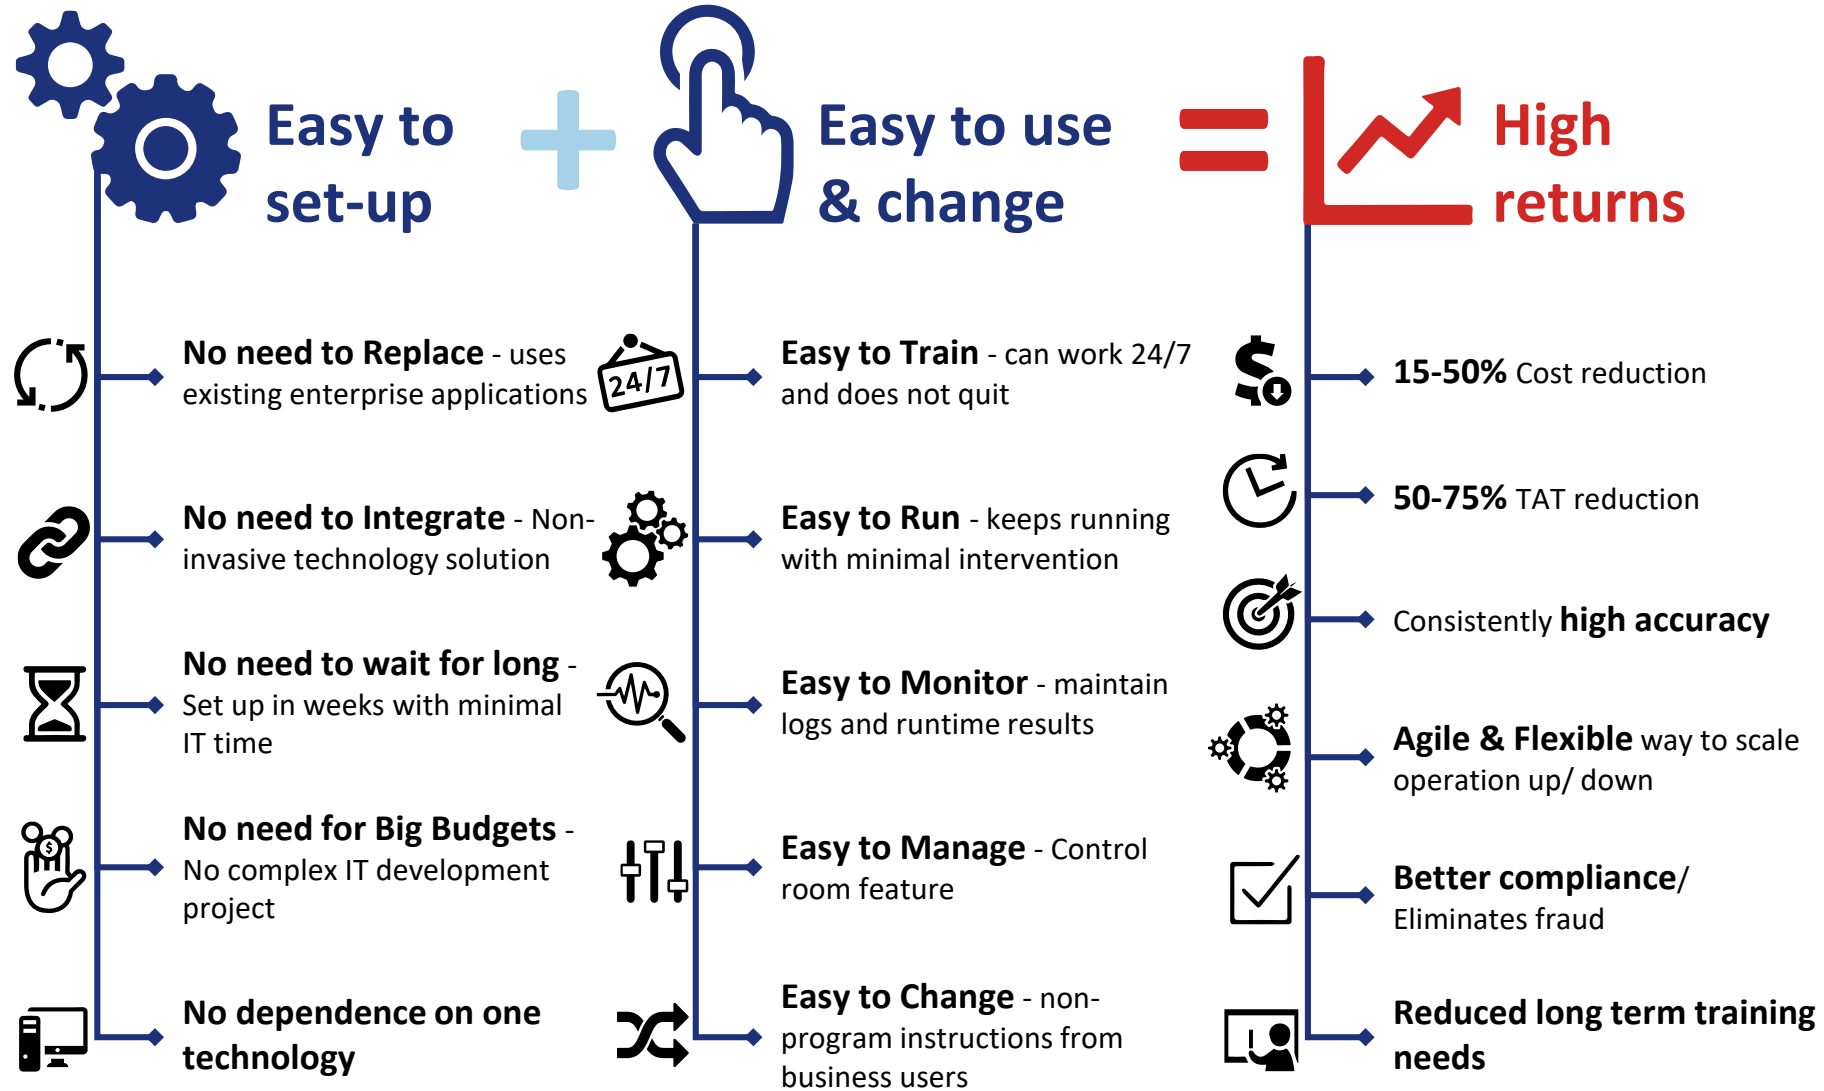 Easy to
set-up
Easy to use
& change
High
returns
No need to Replace - uses
existing enterprise applications
No need to Integrate - Non-
invasive technology solution
No need to wait for long -
Set up in weeks with minimal
IT time
No need for Big Budgets -
No complex IT development
project
No dependence on one
technology
24/7
Easy to Train - can work 24/7
and does not quit
Easy to Run - keeps running
with minimal intervention
Easy to Monitor - maintain
logs and runtime results
Easy to Manage - Control
room feature
Easy to Change - non-
program instructions from
business users
15-50% Cost reduction
50-75% TAT reduction
Consistently high accuracy
Agile & Flexible way to scale
operation up/ down
Better compliance/
Eliminates fraud
Reduced long term training
needs